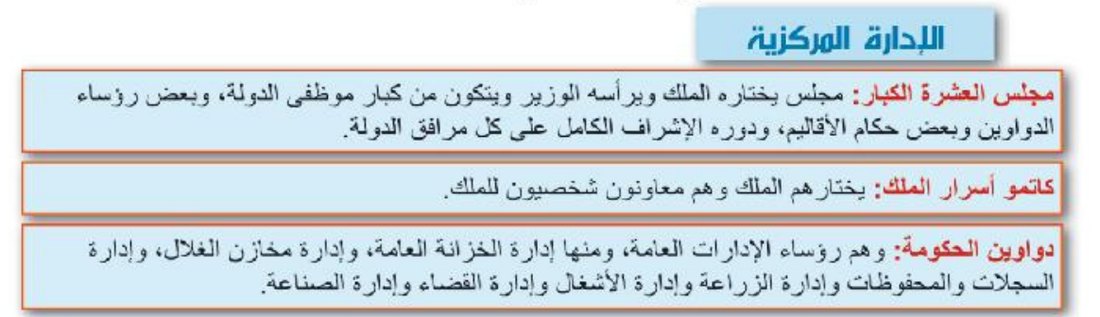 الإدارة المركزية
مجلس العشرة الكبار: مجلس يختاره الملك ويرأسه الوزير ويتكون من كبار موظفى الدولة، وبعض رؤساء
الدواوين وبعض حكام الأقاليم، ودوره الإشراف الكامل على كل مرافق الدولة.
كاتمو أسرار الملك: يختارهم الملك وهم معاونون شخصيون للملك.
دواوين الحكومة: وهم رؤساء الإدارات العامة، ومنها إدارة الخزانة العامة، وإدارة مخازن الغلال، وإدارة
السجلات والمحفوظات وإدارة الزراعة وإدارة الأشغال وإدارة القضاء وإدارة الصناعة.